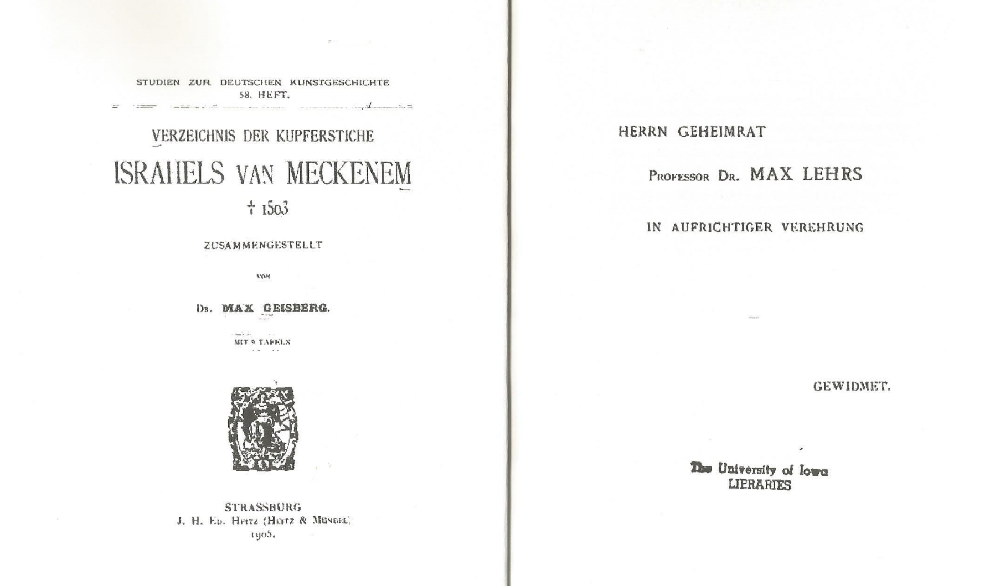 STUDIEN ZUR DEUTSCHEN KUNSTGESCHICHTE
58. HEFT.
VERZEICHNIS DER KUPFERSTICHE
ISRAHELS VAN MECKENEM
† 1503
ZUSAMMENGESTELLT
VON
DR. MAX GEISBERG.
MIT 9 TAFELN
STRASSBURG
J. H. ED. HEITZ (HEITZ & MÜNDEL)
1905.
HERRN GEHEIMRAT
PROFESSOR DR. MAX LEHRS
IN AUFRICHTIGER VEREHRUNG
GEWIDMET.
The University of Iowa
LIBRARIES